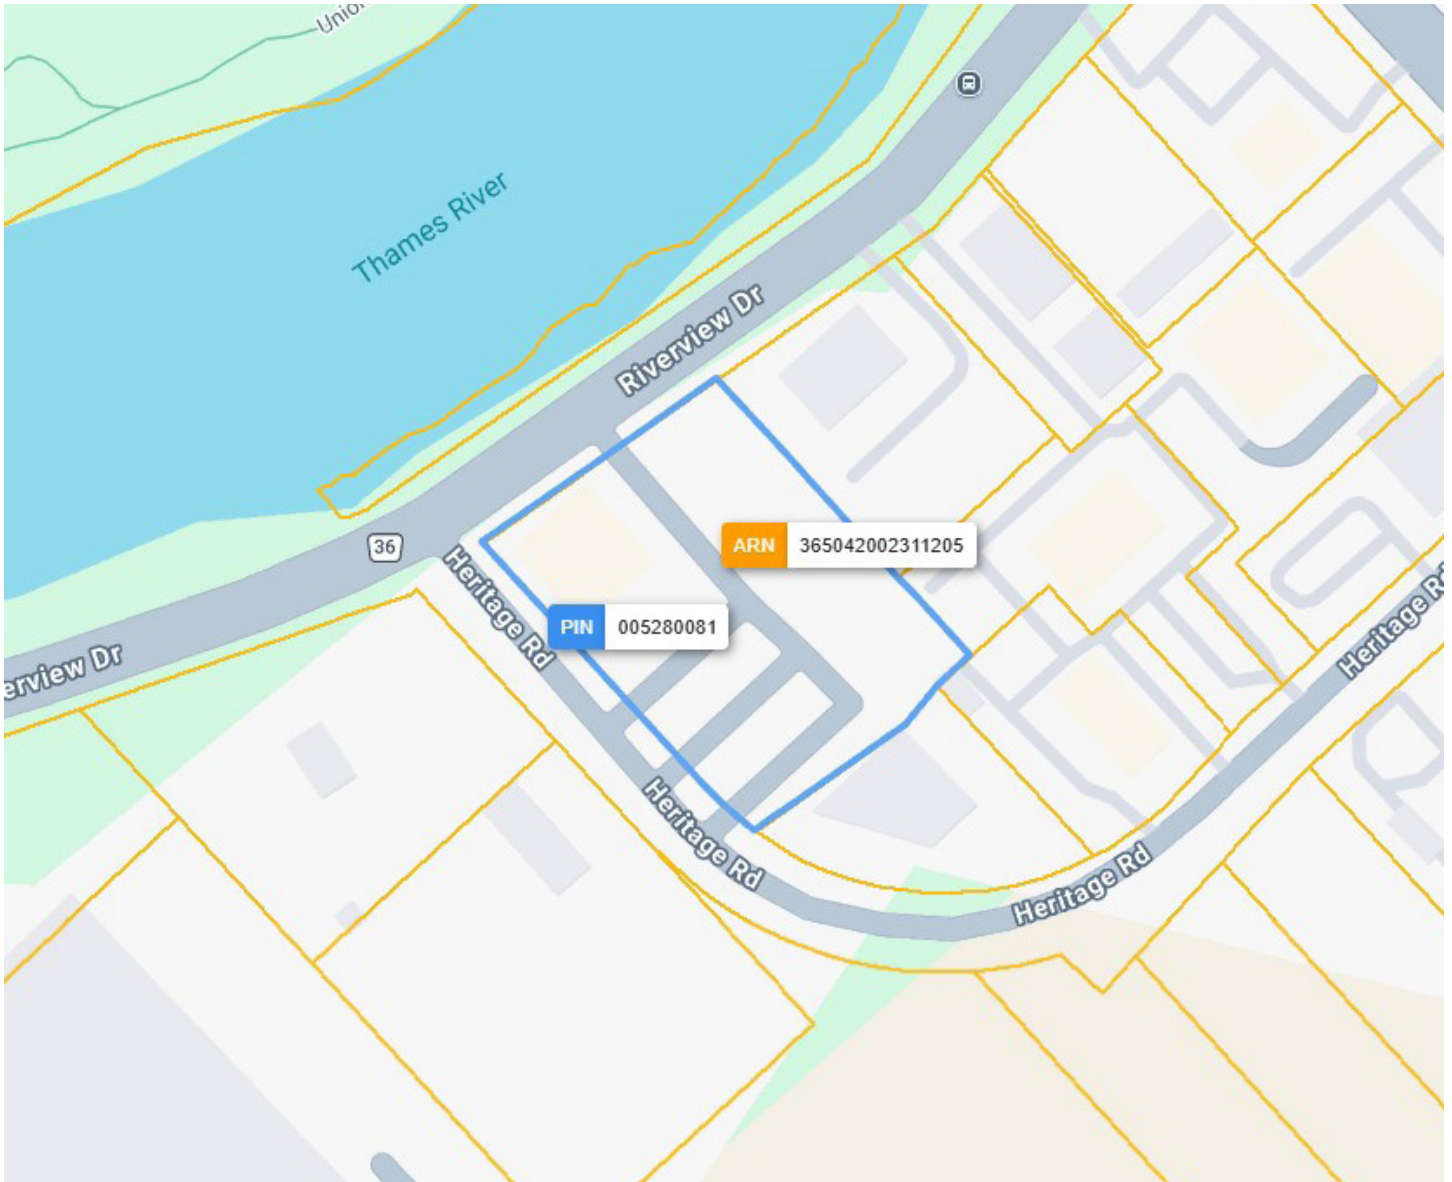 Union
Thames River
Riverview Dr
36
ARN 365042002311205
Heritage Rd
PIN 005280081
Heritage Rd
erview Dr
Heritage Rd
Heritage Rd